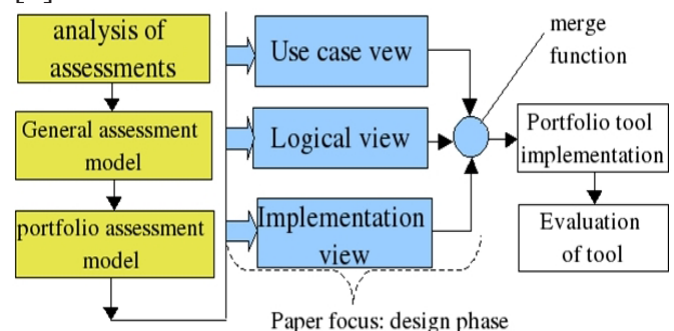 analysis of
assessments
General assessment
model
portfolio assessment
model
Use case vew
Logical view
Implementation
view
merge
function
Portfolio tool
implementation
Evaluation
of tool
Paper focus: design phase